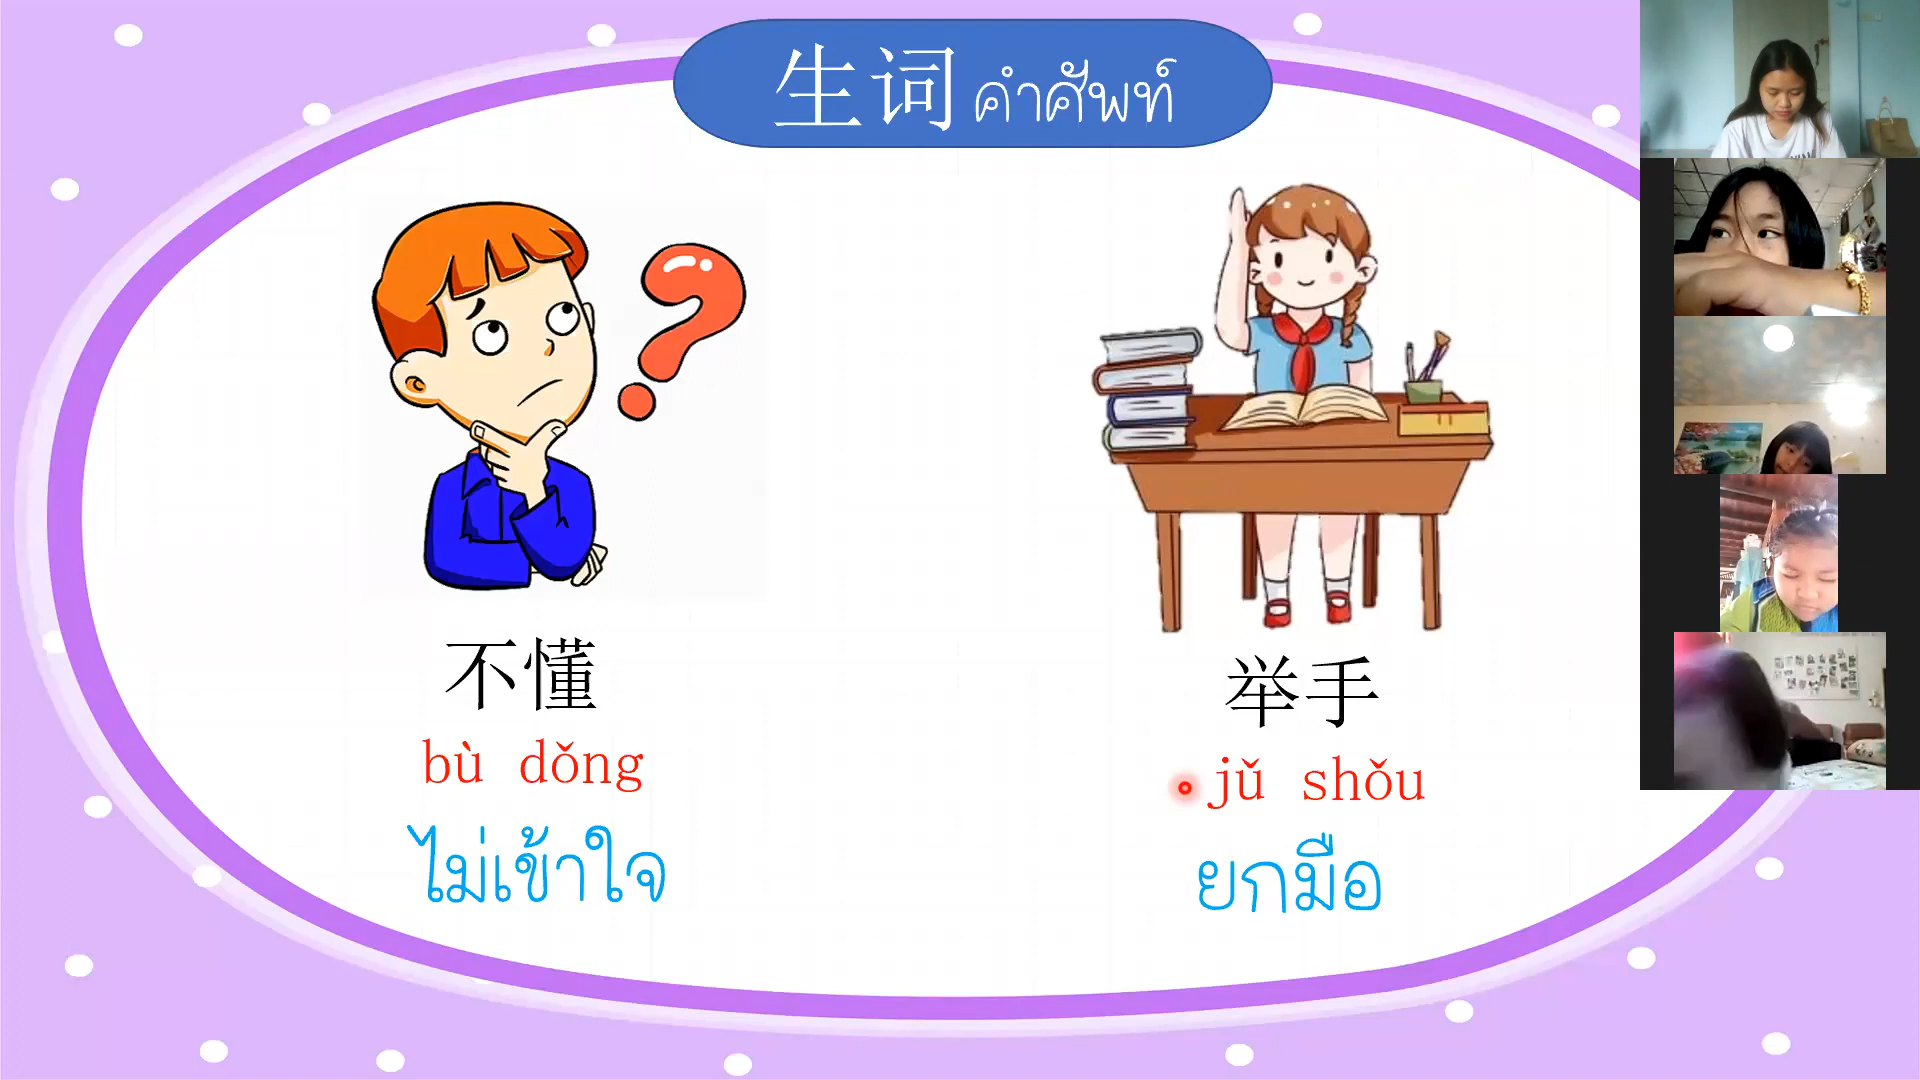 生词 คำศัพท์
不懂
bù dǒng
ไม่เข้าใจ
举手
jǔ shǒu
ยกมือ